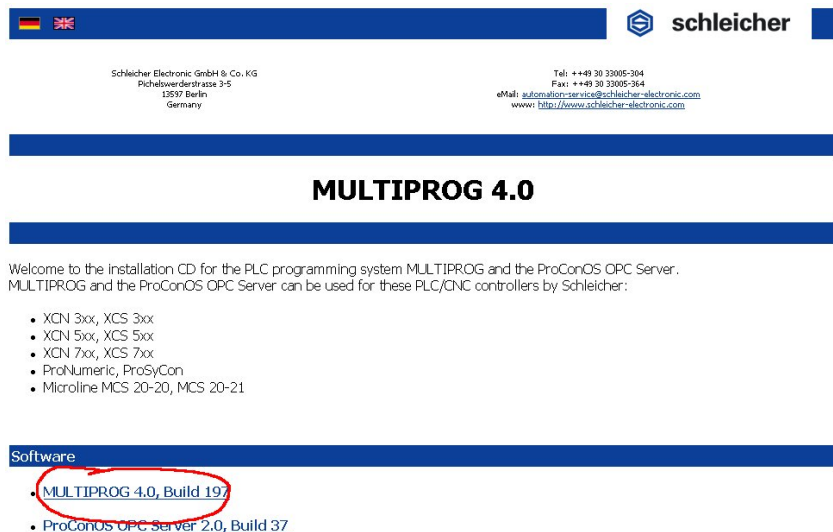 schleicher
Schleicher Electronic GmbH & Co. KG
Pichelswerderstrasse 3-5
13597 Berlin
Germany
Tel: ++49 30 33005-304
Fax: ++49 30 33005-364
eMail: automation-service@schleicher-electronic.com
www: http://www.schleicher-electronic.com
MULTIPROG 4.0
Welcome to the installation CD for the PLC programming system MULTIPROG and the ProConOS OPC Server.
MULTIPROG and the ProConOS OPC Server can be used for these PLC/CNC controllers by Schleicher:
• XCN 3xx, XCS 3xx
• XCN 5xx, XCS 5xx
• XCN 7xx, XCS 7xx
• ProNumeric, ProSyCon
• Microline MCS 20-20, MCS 20-21
Software
• MULTIPROG 4.0, Build 197
• ProConOS OPC Server 2.0, Build 37